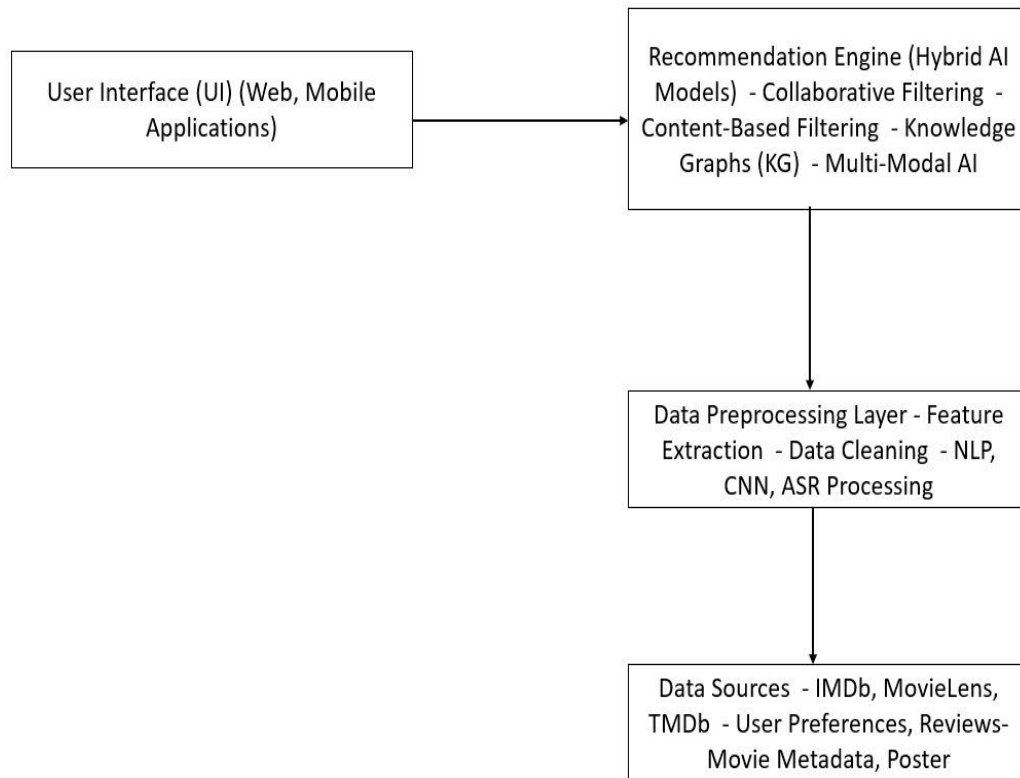 User Interface (UI) (Web, Mobile
Applications)
Recommendation Engine (Hybrid AI
Models) - Collaborative Filtering -
Content-Based Filtering - Knowledge
Graphs (KG) - Multi-Modal AI
Data Preprocessing Layer - Feature
Extraction - Data Cleaning - NLP,
CNN, ASR Processing
Data Sources - IMDb, MovieLens,
TMDb - User Preferences, Reviews-
Movie Metadata, Poster